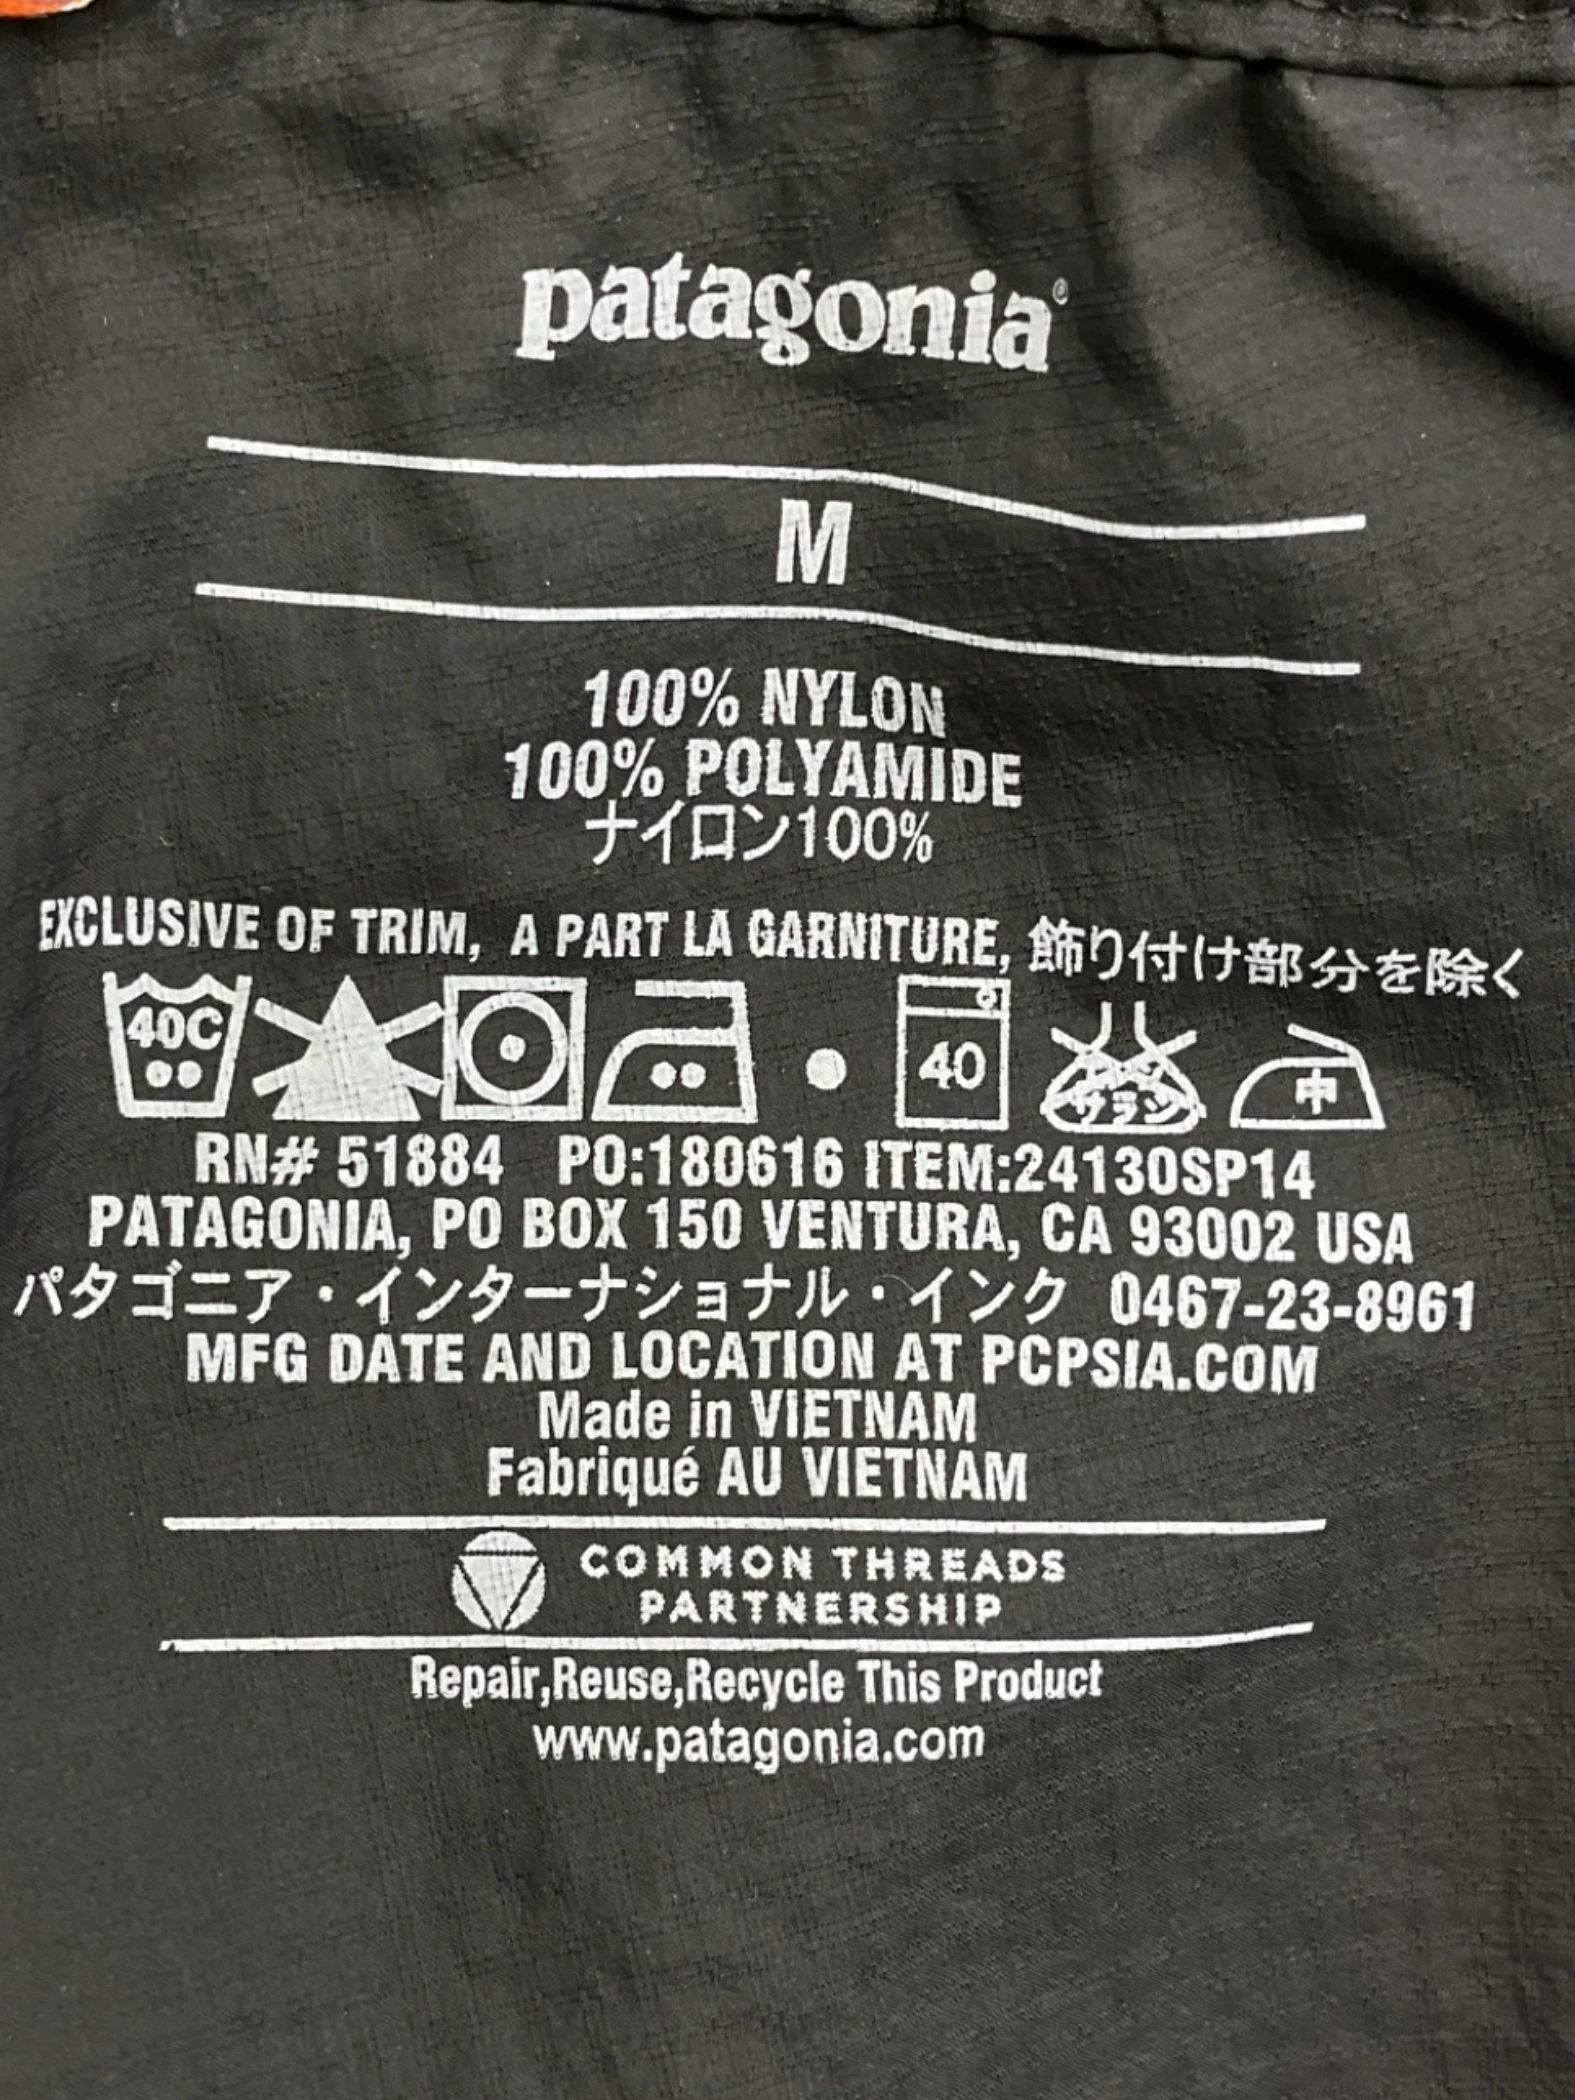 patagonia®
M
100% NYLON
100% POLYAMIDE
ナイロン100%
EXCLUSIVE OF TRIM, A PART LA GARNITURE, 飾り付け部分を除く
40C 40 サラシ 中
RN# 51884 PO:180616 ITEM:24130SP14
PATAGONIA, PO BOX 150 VENTURA, CA 93002 USA
パタゴニア・インターナショナル・インク 0467-23-8961
MFG DATE AND LOCATION AT PCPSIA.COM
Made in VIETNAM
Fabriqué AU VIETNAM
COMMON THREADS
PARTNERSHIP
Repair,Reuse,Recycle This Product
www.patagonia.com